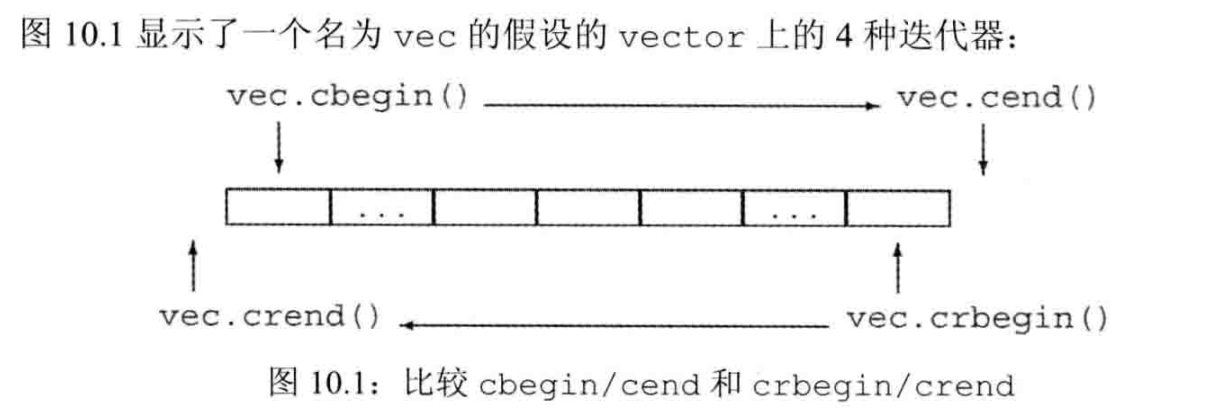 图 10.1 显示了一个名为 vec 的假设的 vector 上的 4 种迭代器：
vec.cbegin() vec.cend()
... ...
vec.crend() vec.crbegin()
图 10.1：比较 cbegin/cend 和 crbegin/crend